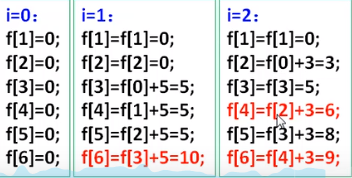 i=0:
f[1]=0;
f[2]=0;
f[3]=0;
f[4]=0;
f[5]=0;
f[6]=0;
i=1:
f[1]=f[1]=0;
f[2]=f[2]=0;
f[3]=f[0]+5=5;
f[4]=f[1]+5=5;
f[5]=f[2]+5=5;
f[6]=f[3]+5=10;
i=2:
f[1]=f[1]=0;
f[2]=f[0]+3=3;
f[3]=f[3]=5;
f[4]=f[2]+3=6;
f[5]=f[3]+3=8;
f[6]=f[4]+3=9;